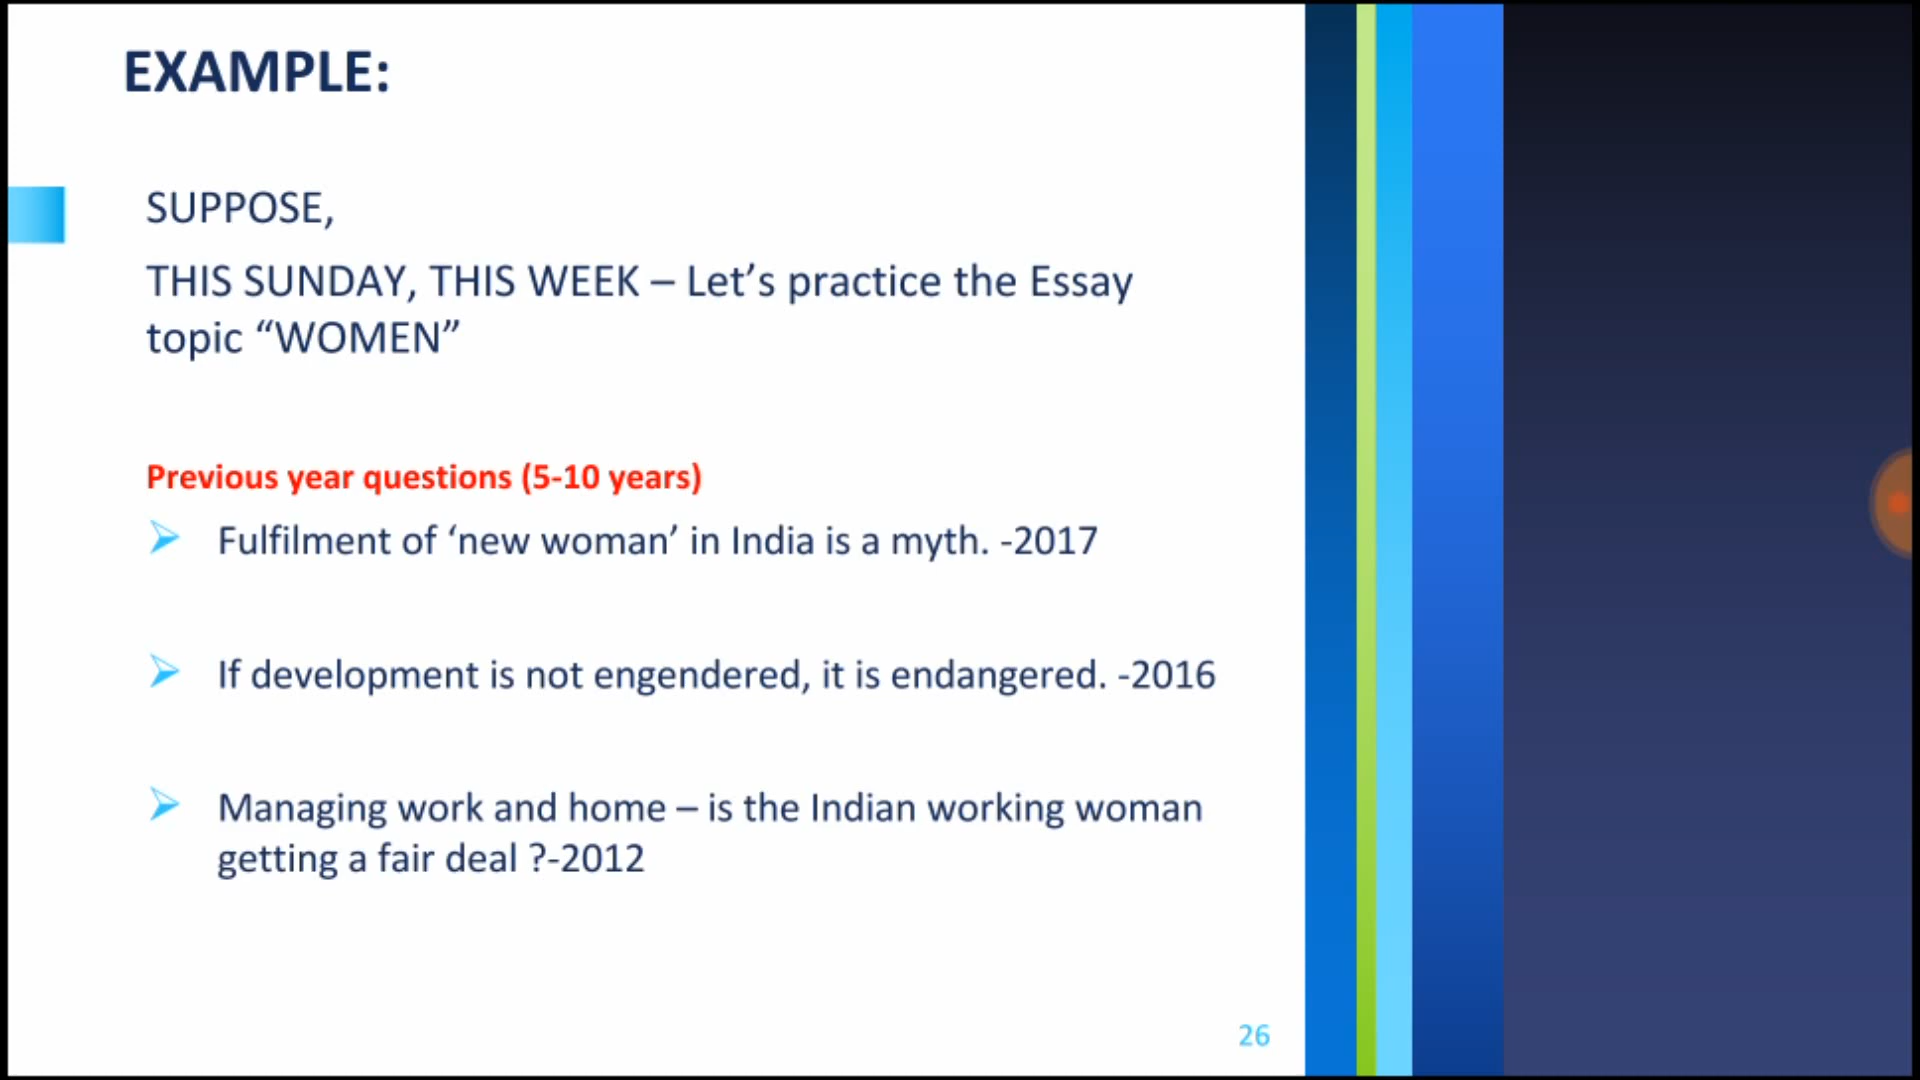 EXAMPLE:
SUPPOSE,
THIS SUNDAY, THIS WEEK – Let’s practice the Essay
topic “WOMEN”
Previous year questions (5-10 years)
Fulfilment of ‘new woman’ in India is a myth. -2017
If development is not engendered, it is endangered. -2016
Managing work and home – is the Indian working woman
getting a fair deal ?-2012
26